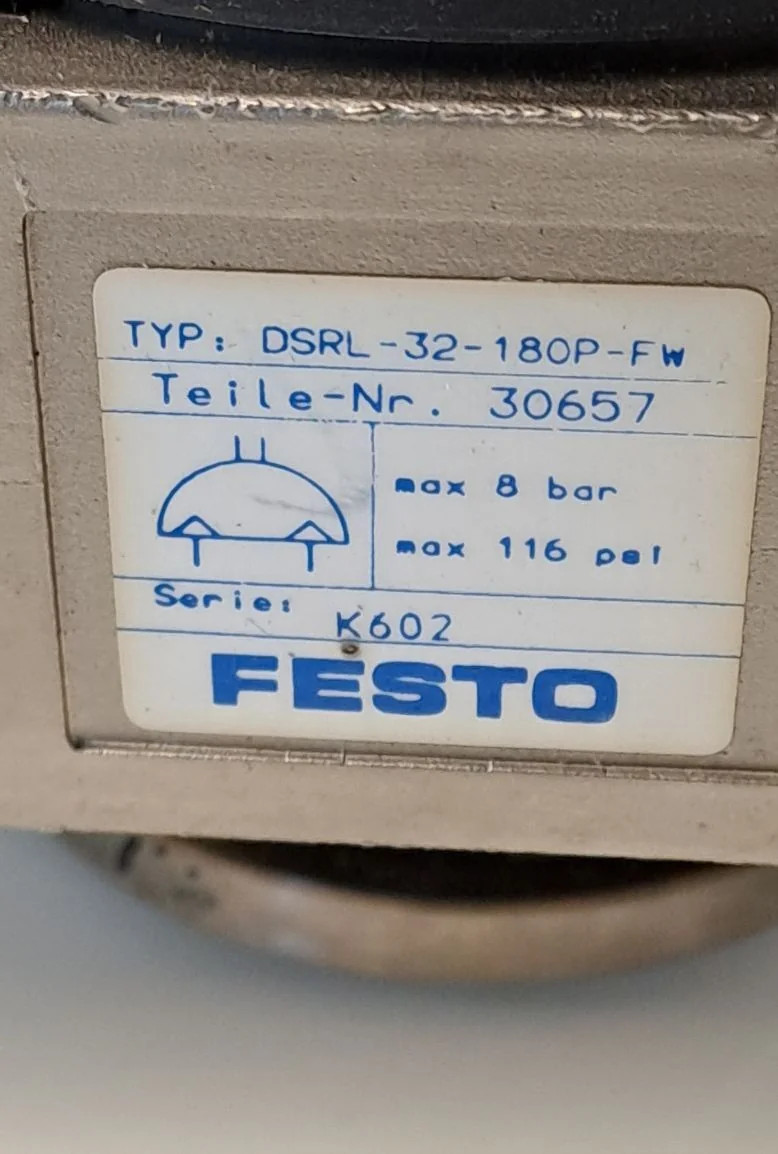 TYP: DSRL-32-180P-FW
Teile-Nr. 30657
max 8 bar
max 116 psi
Serie: K602
FESTO